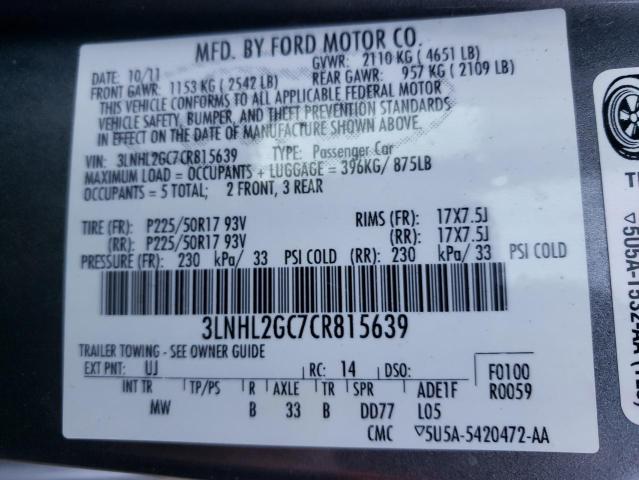 MFD. BY FORD MOTOR CO.
DATE: 10/11 GVWR: 2110 KG (4651 LB)
FRONT GAWR: 1153 KG (2542 LB) REAR GAWR: 957 KG (2109 LB)
THIS VEHICLE CONFORMS TO ALL APPLICABLE FEDERAL MOTOR
VEHICLE SAFETY, BUMPER, AND THEFT PREVENTION STANDARDS
IN EFFECT ON THE DATE OF MANUFACTURE SHOWN ABOVE.
VIN: 3LNHL2GC7CR815639 TYPE: Passenger Car
MAXIMUM LOAD = OCCUPANTS + LUGGAGE = 396KG/ 875LB
OCCUPANTS = 5 TOTAL; 2 FRONT, 3 REAR
TIRE (FR): P225/50R17 93V RIMS (FR): 17X7.5J
(RR): P225/50R17 93V (RR): 17X7.5J
PRESSURE (FR): 230 kPa/ 33 PSI COLD (RR): 230 kPa/ 33 PSI COLD
3LNHL2GC7CR815639
TRAILER TOWING - SEE OWNER GUIDE
EXT PNT: UJ RC: 14 DSO: F0100
INT TR TP/PS R AXLE TR SPR ADE1F R0059
MW B 33 B DD77 L05
CMC ▽5U5A-5420472-AA